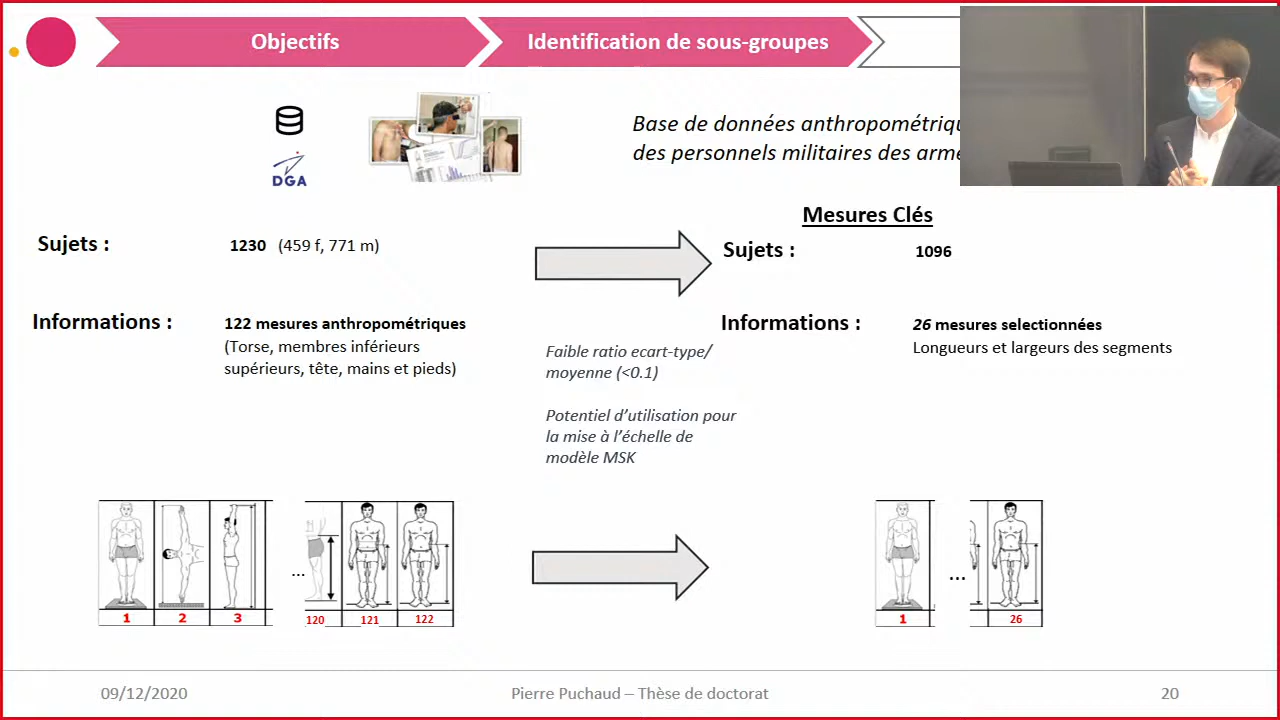 Objectifs
Identification de sous-groupes
DGA
Base de données anthropométriq
des personnels militaires des arm
Mesures Clés
Sujets :
1230 (459 f, 771 m)
Sujets :
1096
Informations :
122 mesures anthropométriques
(Torse, membres inférieurs
supérieurs, tête, mains et pieds)
Faible ratio ecart-type/
moyenne (<0.1)
Potentiel d'utilisation pour
la mise à l'échelle de
modèle MSK
Informations :
26 mesures selectionnées
Longueurs et largeurs des segments
...
1 2 3 120 121 122
...
1 26
09/12/2020
Pierre Puchaud – Thèse de doctorat
20